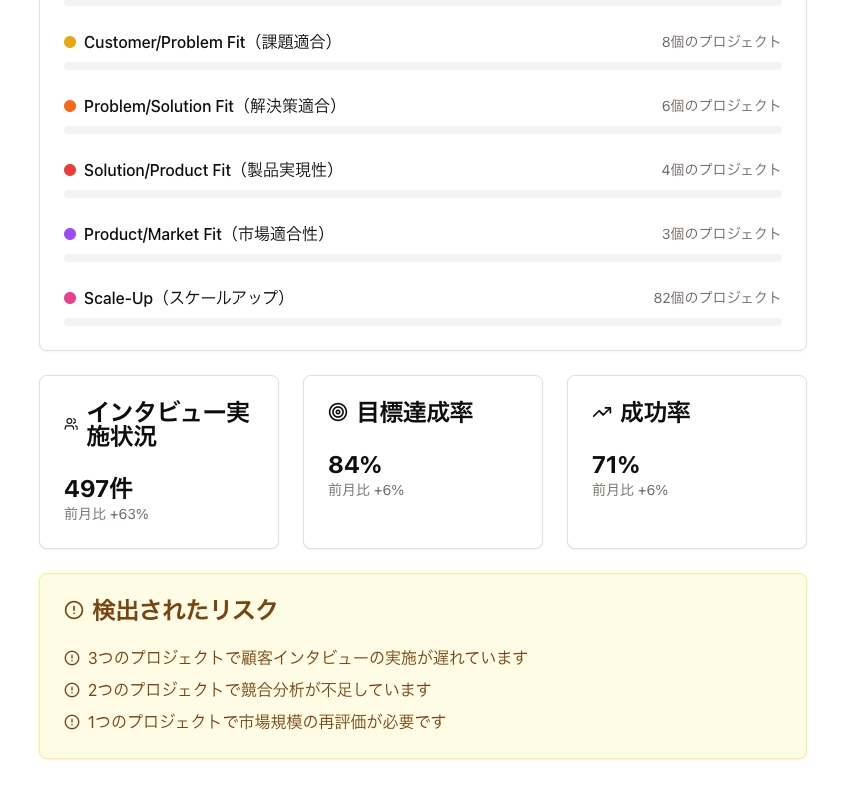 Customer/Problem Fit（課題適合） 8個のプロジェクト
Problem/Solution Fit（解決策適合） 6個のプロジェクト
Solution/Product Fit（製品実現性） 4個のプロジェクト
Product/Market Fit（市場適合性） 3個のプロジェクト
Scale-Up（スケールアップ） 82個のプロジェクト
インタビュー実
施状況
497件
前月比 +63%
目標達成率
84%
前月比 +6%
成功率
71%
前月比 +6%
検出されたリスク
3つのプロジェクトで顧客インタビューの実施が遅れています
2つのプロジェクトで競合分析が不足しています
1つのプロジェクトで市場規模の再評価が必要です